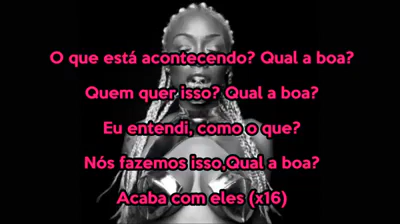 O que está acontecendo? Qual a boa?
Quem quer isso? Qual a boa?
Eu entendi, como o que?
Nós fazemos isso,Qual a boa?
Acaba com eles (x16)